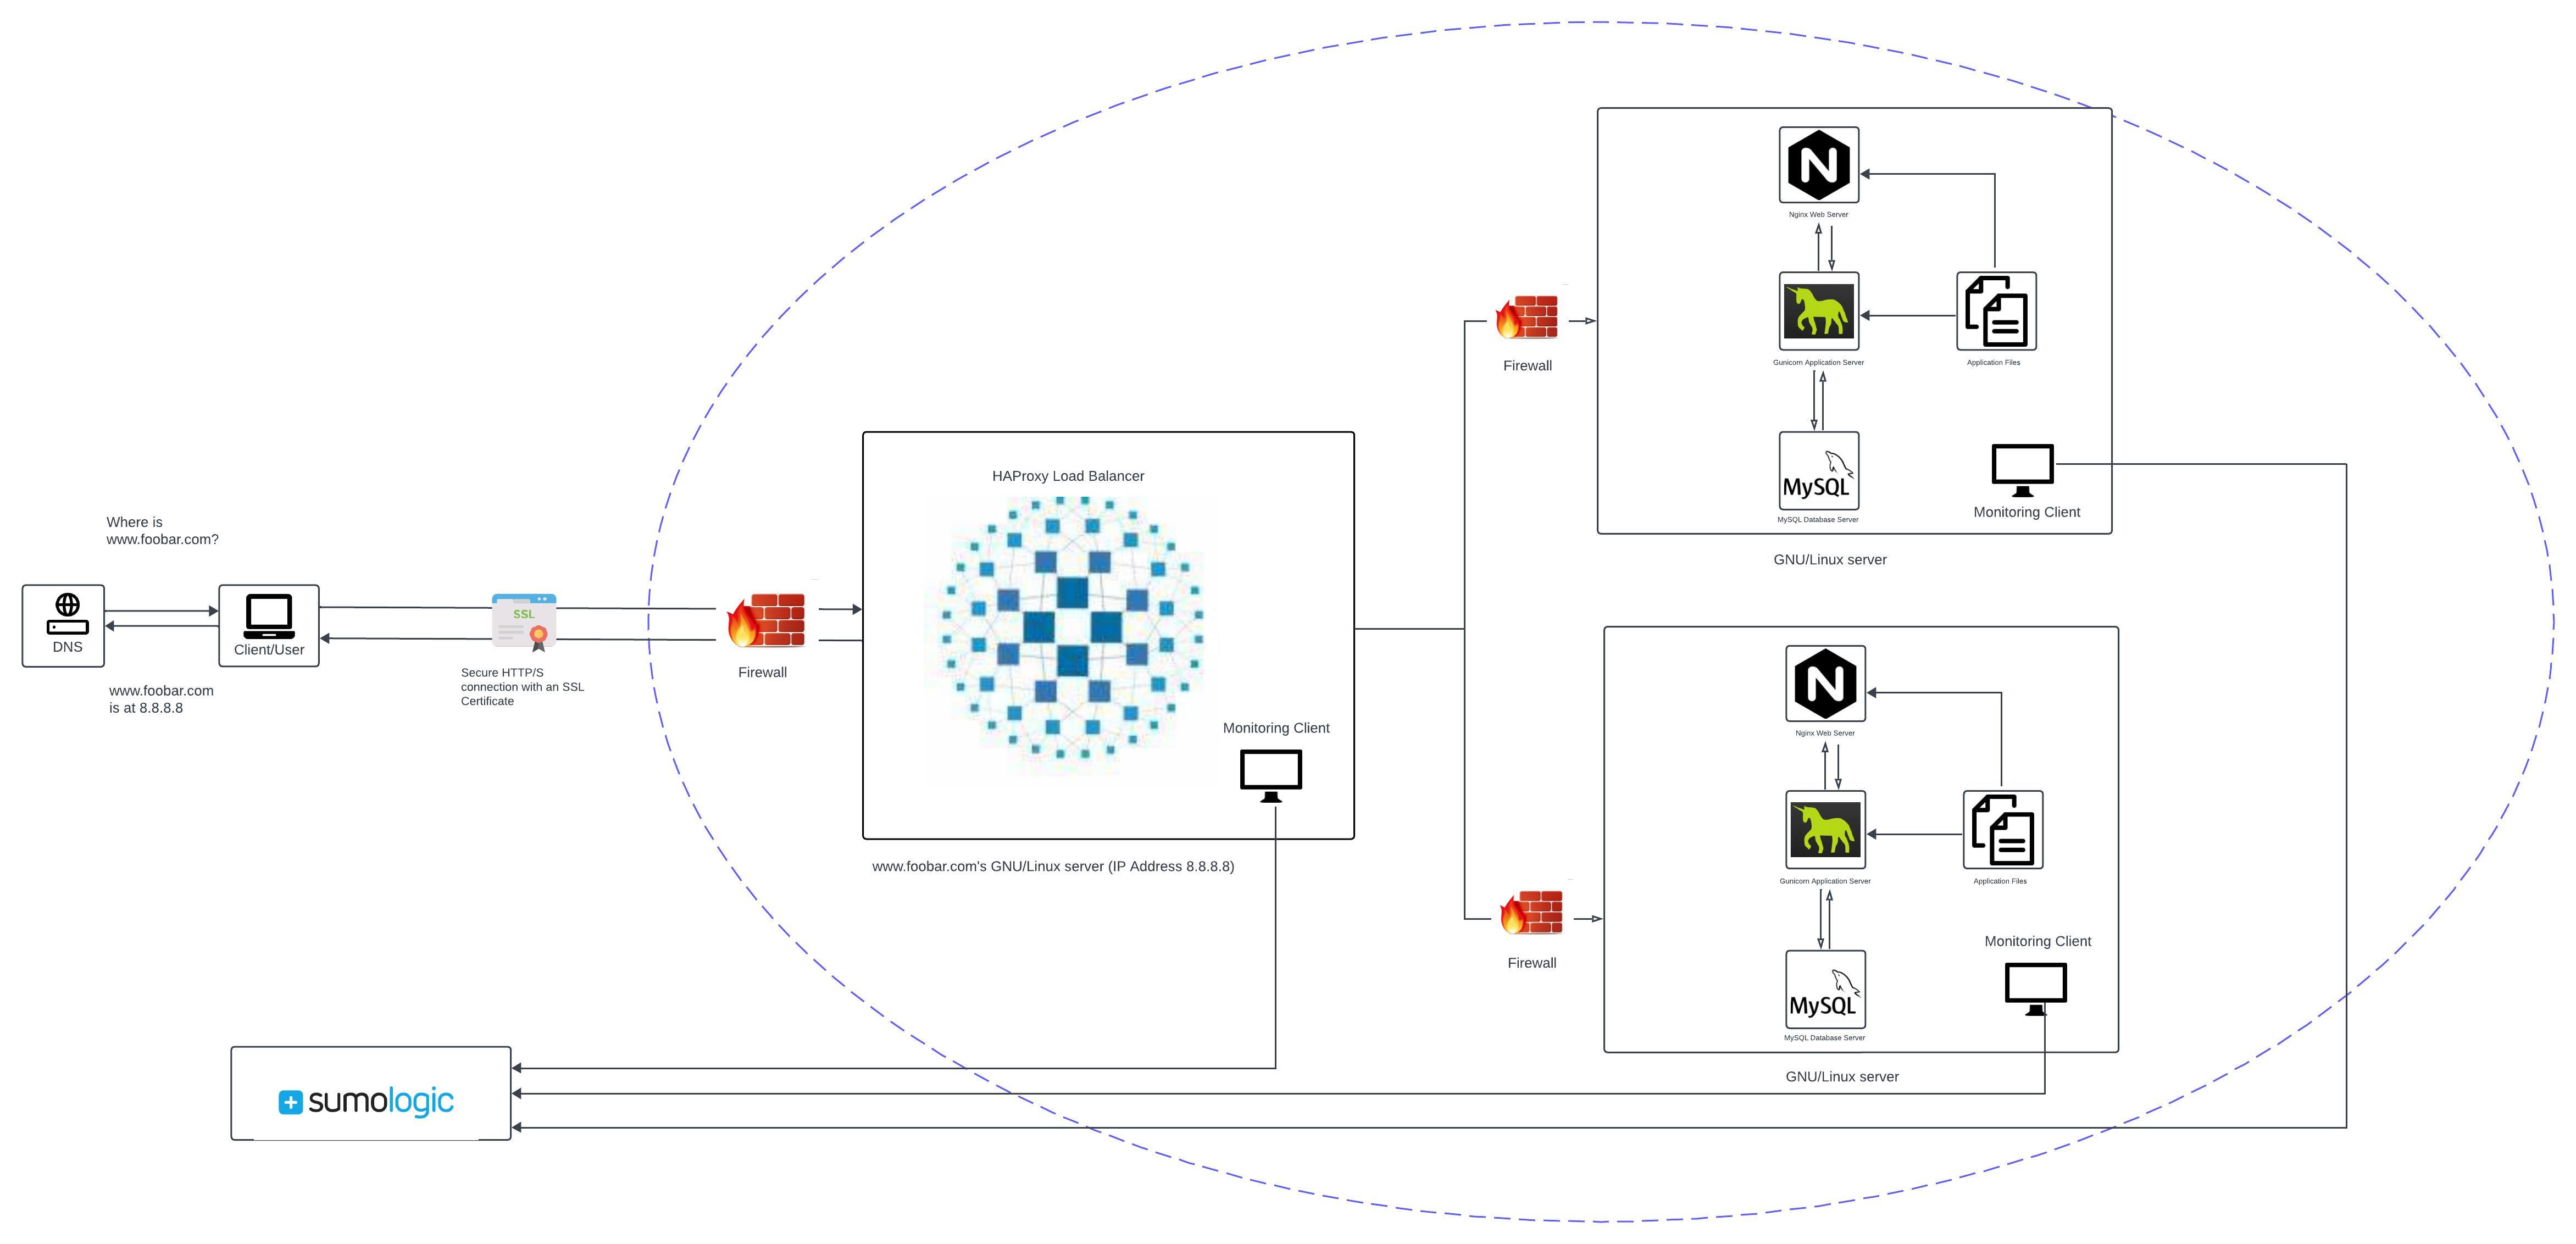 Where is
www.foobar.com?
DNS
Client/User
www.foobar.com
is at 8.8.8.8
SSL
Secure HTTP/S
connection with an SSL
Certificate
Firewall
HAProxy Load Balancer
Monitoring Client
www.foobar.com's GNU/Linux server (IP Address 8.8.8.8)
Firewall
Firewall
N
Nginx Web Server
Gunicorn Application Server
Application Files
MySQL
MySQL Database Server
Monitoring Client
GNU/Linux server
N
Nginx Web Server
Gunicorn Application Server
Application Files
Monitoring Client
MySQL
MySQL Database Server
GNU/Linux server
sumologic